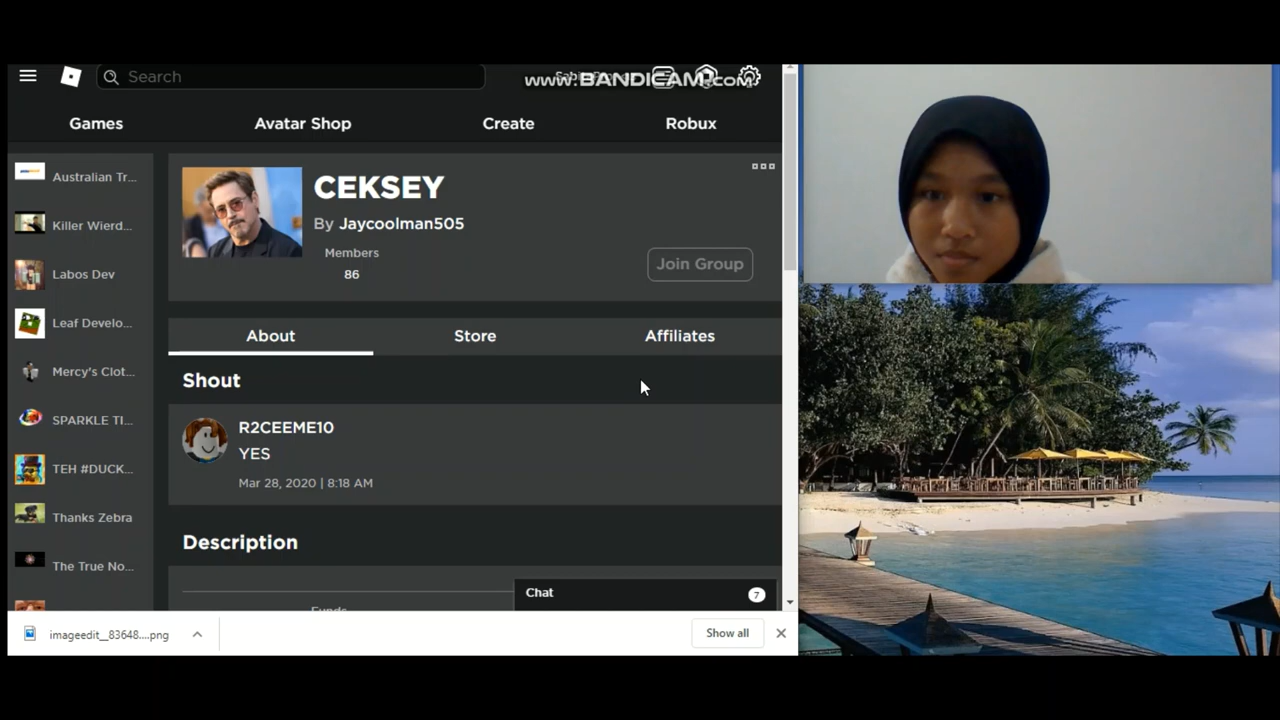 Search
www.BANDICAM.com
Games
Avatar Shop
Create
Robux
Australian Tr...
Killer Wierd...
Labos Dev
Leaf Develo...
Mercy's Clot...
SPARKLE TI...
TEH #DUCK...
Thanks Zebra
The True No...
CEKSEY
By Jaycoolman505
Members
86
Join Group
About
Store
Affiliates
Shout
R2CEEME10
YES
Mar 28, 2020 | 8:18 AM
Description
Funds
Chat
7
imageedit__83648....png
Show all